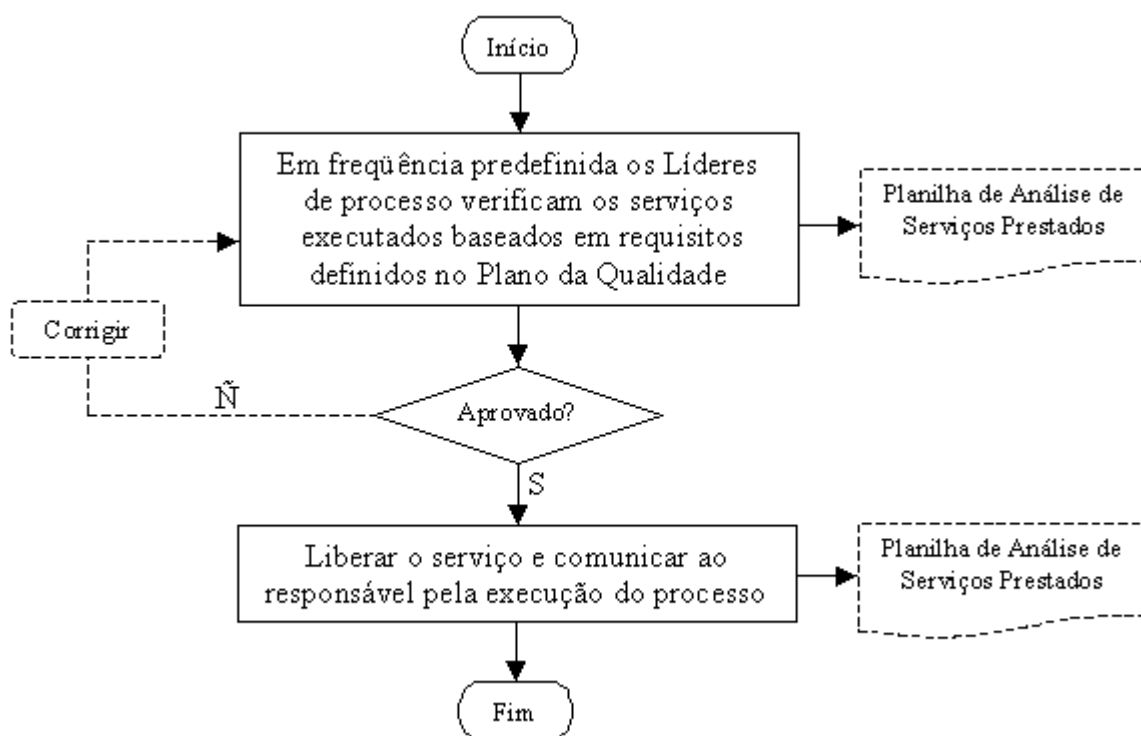 Início
Em freqüência predefinida os Líderes
de processo verificam os serviços
executados baseados em requisitos
definidos no Plano da Qualidade
Planilha de Análise de
Serviços Prestados
Corrigir
Ñ
Aprovado?
S
Liberar o serviço e comunicar ao
responsável pela execução do processo
Planilha de Análise de
Serviços Prestados
Fim